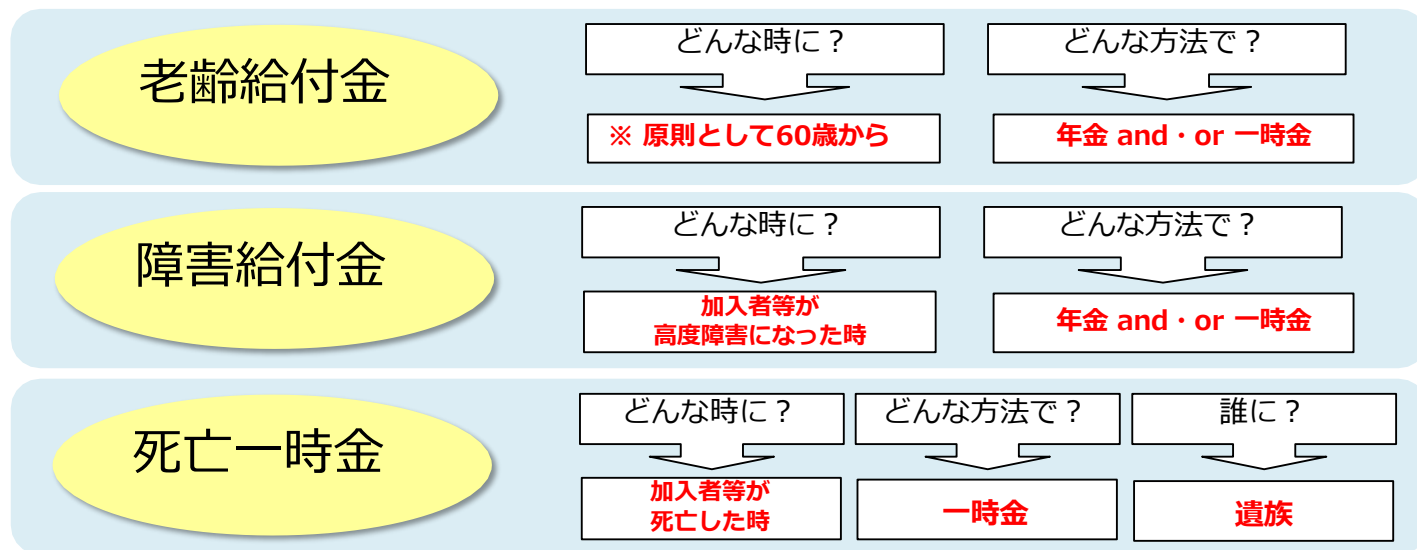 老齢給付金
どんな時に？
どんな方法で？
※ 原則として60歳から
年金 and・or 一時金
障害給付金
どんな時に？
どんな方法で？
加入者等が
高度障害になった時
年金 and・or 一時金
死亡一時金
どんな時に？
どんな方法で？
誰に？
加入者等が
死亡した時
一時金
遺族